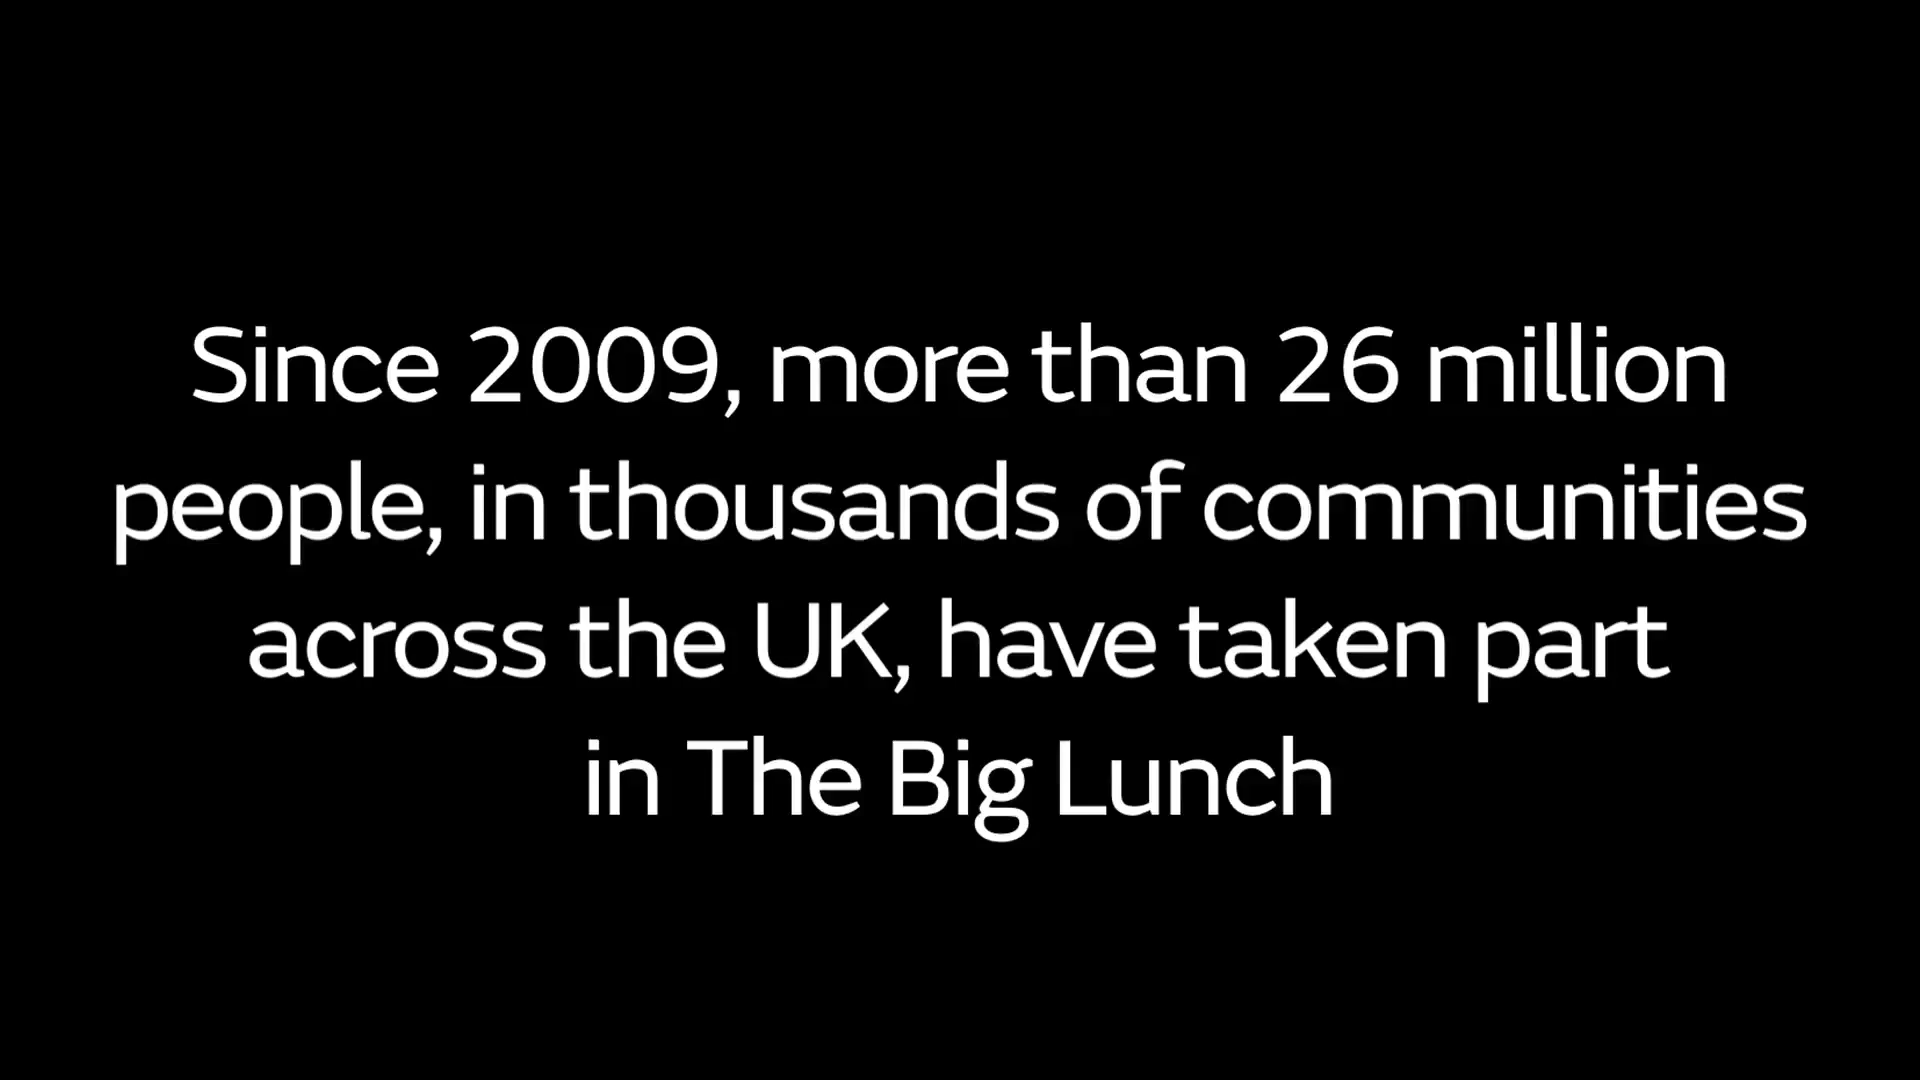 Since 2009, more than 26 million
people, in thousands of communities
across the UK, have taken part
in The Big Lunch